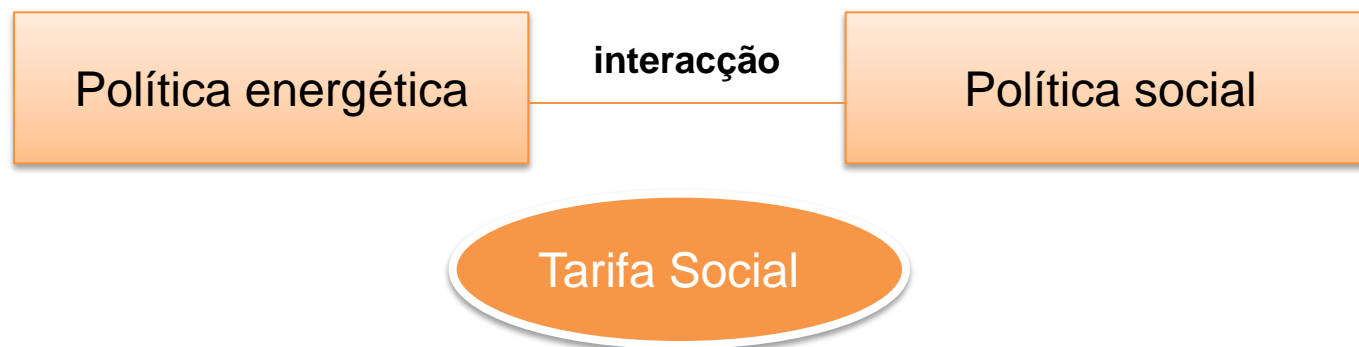 Política energética
interacção
Política social
Tarifa Social